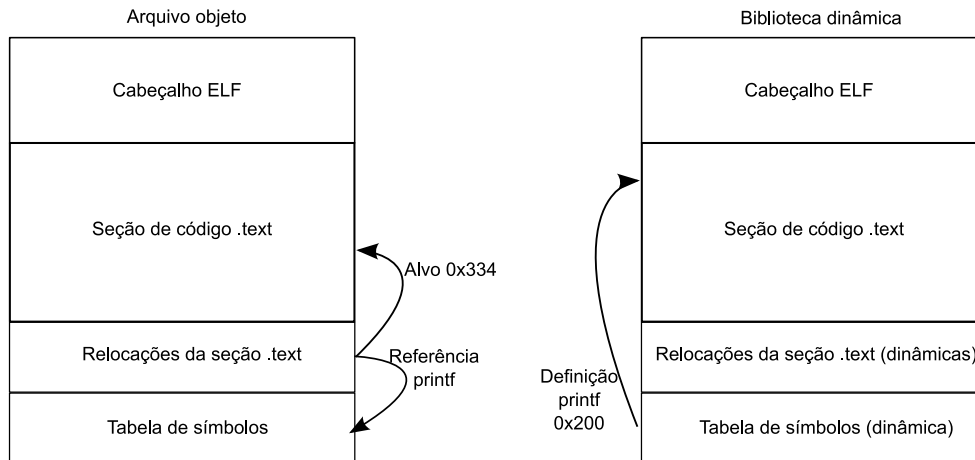 Arquivo objeto
Cabeçalho ELF
Seção de código .text
Alvo 0x334
Relocações da seção .text
Referência
printf
Tabela de símbolos
Biblioteca dinâmica
Cabeçalho ELF
Seção de código .text
Relocações da seção .text (dinâmicas)
Definição
printf
0x200
Tabela de símbolos (dinâmica)